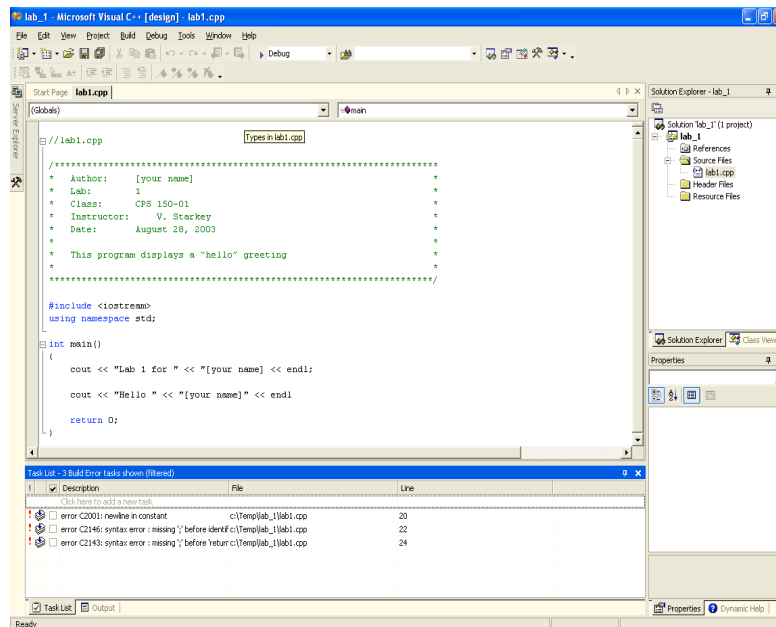 lab_1 - Microsoft Visual C++ [design] - lab1.cpp
File Edit View Project Build Debug Tools Window Help
Debug
Start Page lab1.cpp
Solution Explorer - lab_1
Server Explorer
(Globals)
main
Types in lab1.cpp
Solution 'lab_1' (1 project)
lab_1
References
Source Files
lab1.cpp
Header Files
Resource Files
//lab1.cpp
/***********************************************************************
* Author: [your name] *
* Lab: 1 *
* Class: CPS 150-01 *
* Instructor: V. Starkey *
* Date: August 28, 2003 *
* *
* This program displays a "hello" greeting *
* *
***********************************************************************/
#include <iostream>
using namespace std;
int main()
{
cout << "Lab 1 for " << "[your name] << endl;
cout << "Hello " << "[your name]" << endl
return 0;
}
Solution Explorer Class View
Properties
Task List - 3 Build Error tasks shown (filtered)
! Description File Line
Click here to add a new task
! error C2001: newline in constant c:\Temp\lab_1\lab1.cpp 20
! error C2146: syntax error : missing ';' before identif c:\Temp\lab_1\lab1.cpp 22
! error C2143: syntax error : missing ';' before 'returr c:\Temp\lab_1\lab1.cpp 24
Task List Output
Properties Dynamic Help
Ready